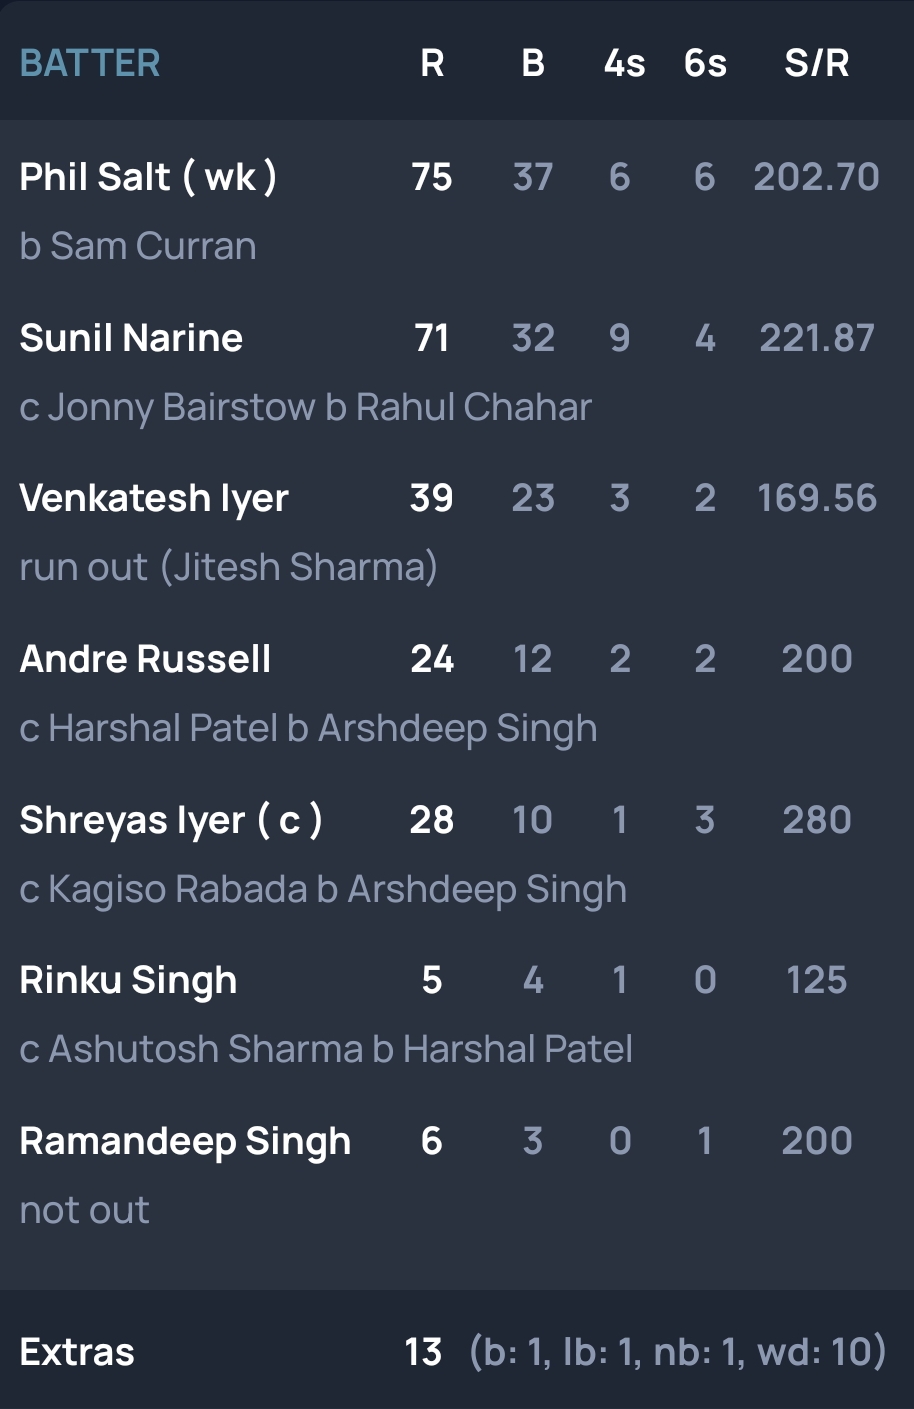 BATTER R B 4s 6s S/R
Phil Salt ( wk ) 75 37 6 6 202.70
b Sam Curran
Sunil Narine 71 32 9 4 221.87
c Jonny Bairstow b Rahul Chahar
Venkatesh Iyer 39 23 3 2 169.56
run out (Jitesh Sharma)
Andre Russell 24 12 2 2 200
c Harshal Patel b Arshdeep Singh
Shreyas Iyer ( c ) 28 10 1 3 280
c Kagiso Rabada b Arshdeep Singh
Rinku Singh 5 4 1 0 125
c Ashutosh Sharma b Harshal Patel
Ramandeep Singh 6 3 0 1 200
not out
Extras 13 (b: 1, lb: 1, nb: 1, wd: 10)